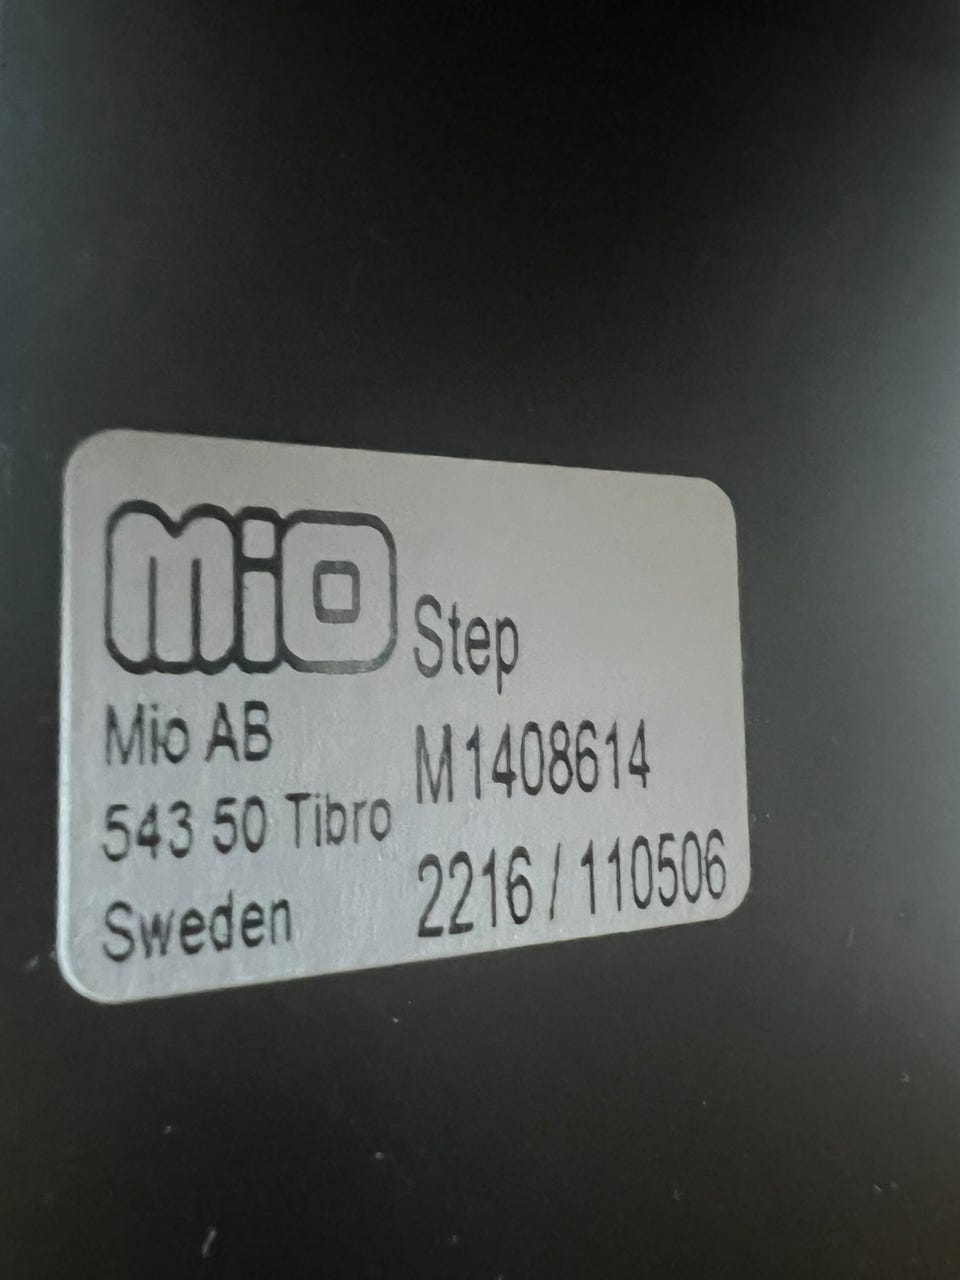 mio
Step
Mio AB
M1408614
543 50 Tibro
2216 / 110506
Sweden